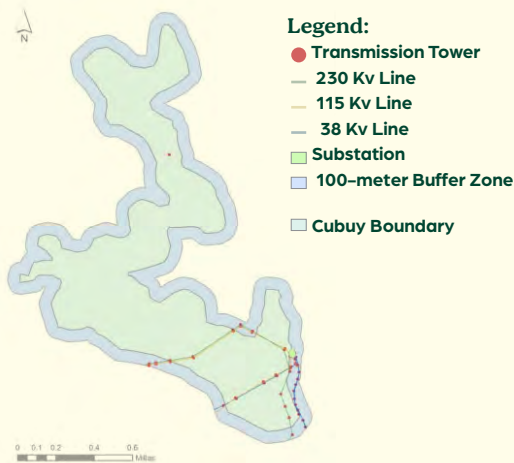 N
Legend:
Transmission Tower
230 Kv Line
115 Kv Line
38 Kv Line
Substation
100-meter Buffer Zone
Cubuy Boundary
0 0.1 0.2 0.4 0.6
Miles